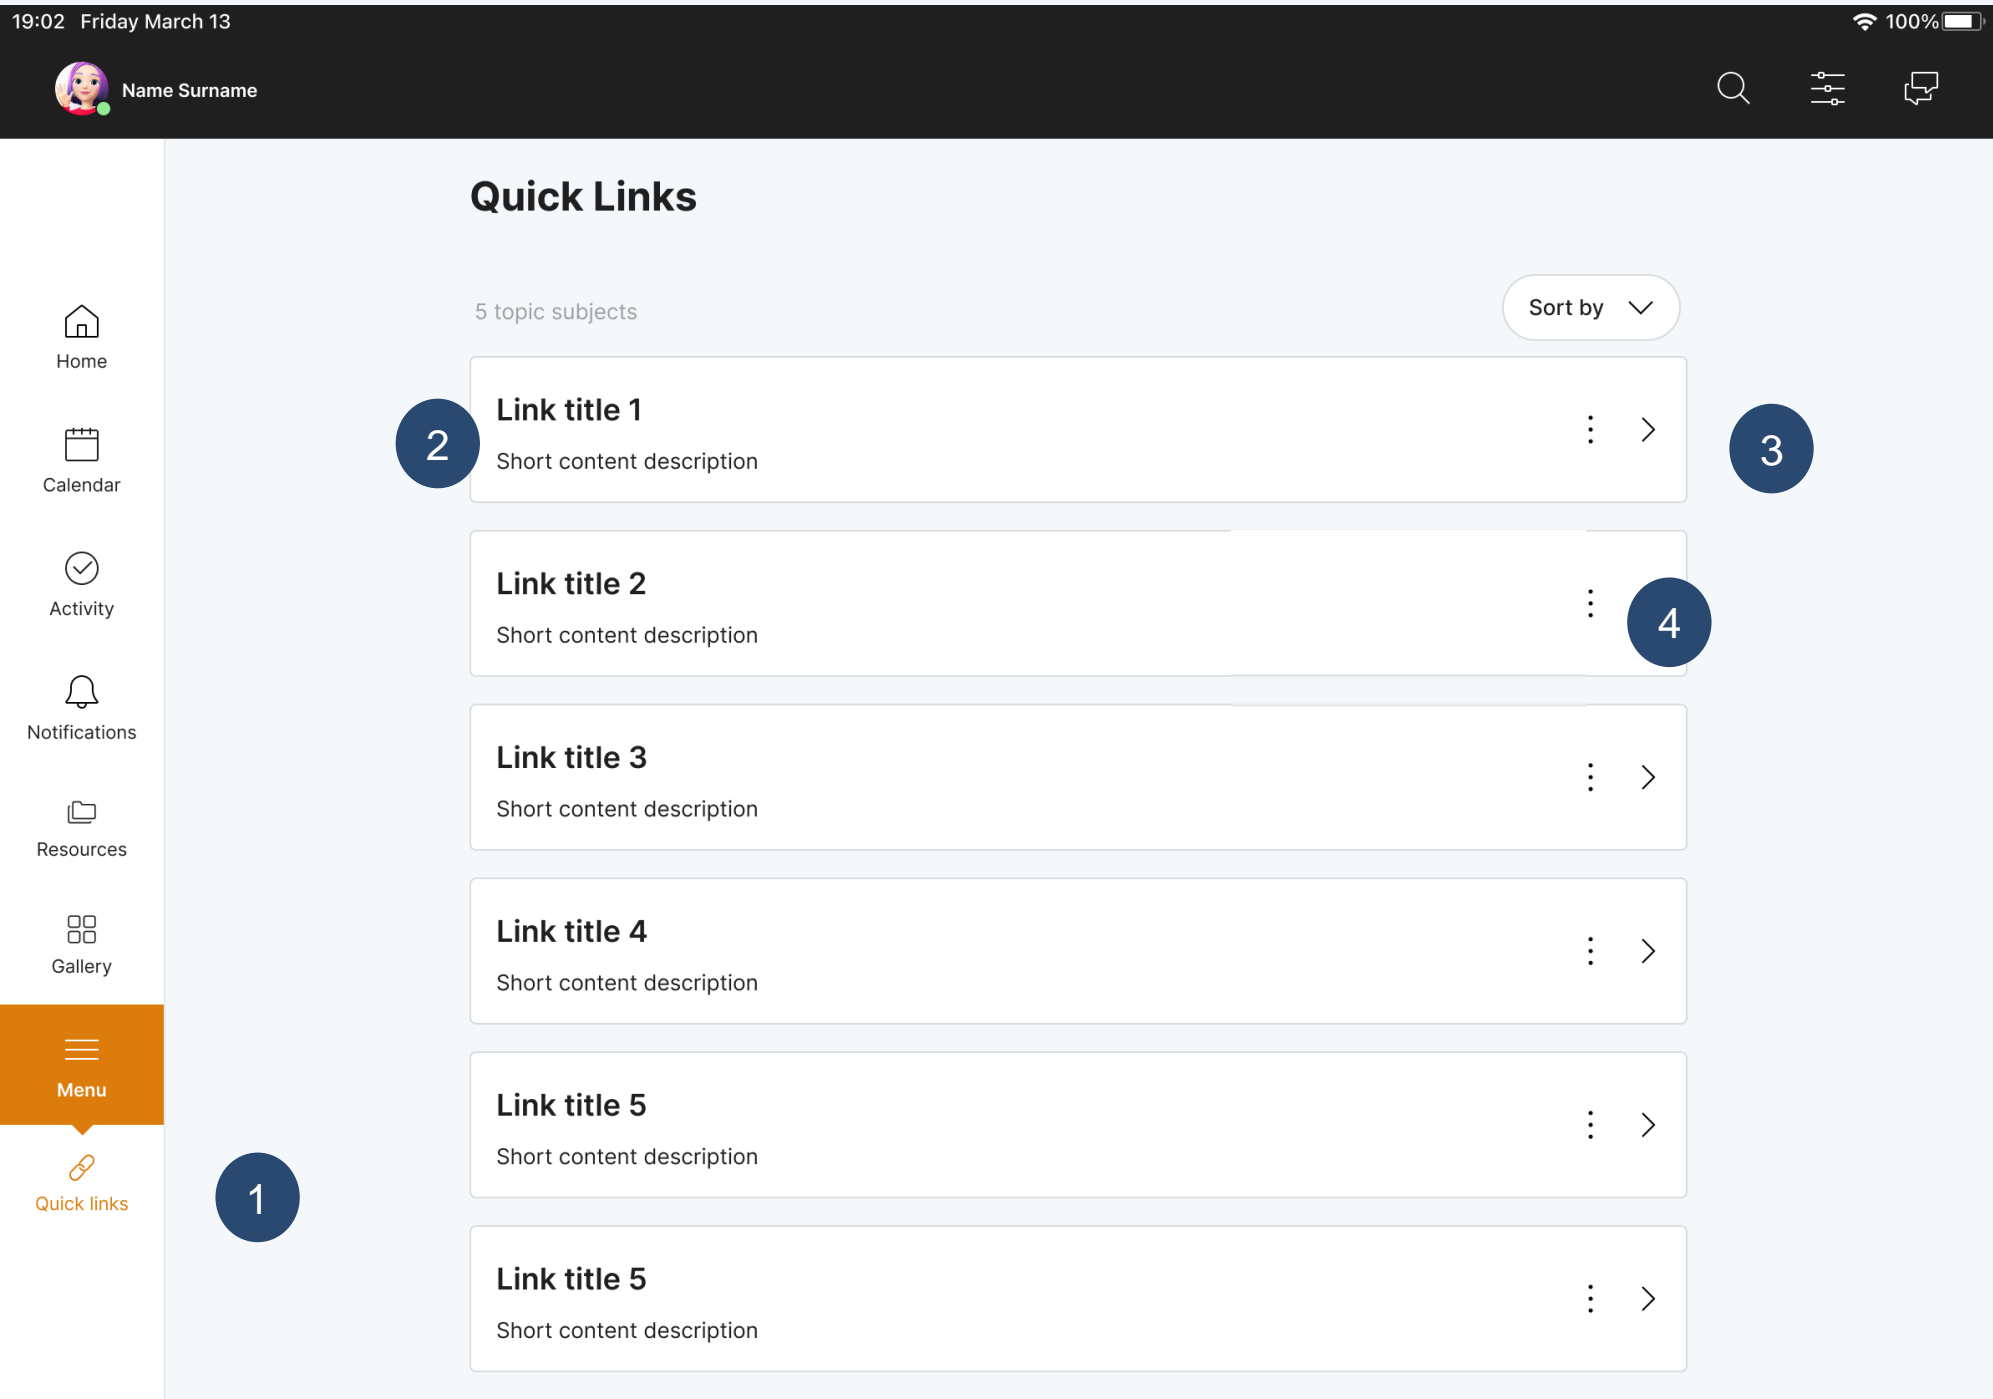 19:02 Friday March 13
100%
Name Surname
Quick Links
5 topic subjects
Sort by
Home
Calendar
Activity
Notifications
Resources
Gallery
Menu
Quick links
1
2
Link title 1
Short content description
3
Link title 2
Short content description
4
Link title 3
Short content description
Link title 4
Short content description
Link title 5
Short content description
Link title 5
Short content description